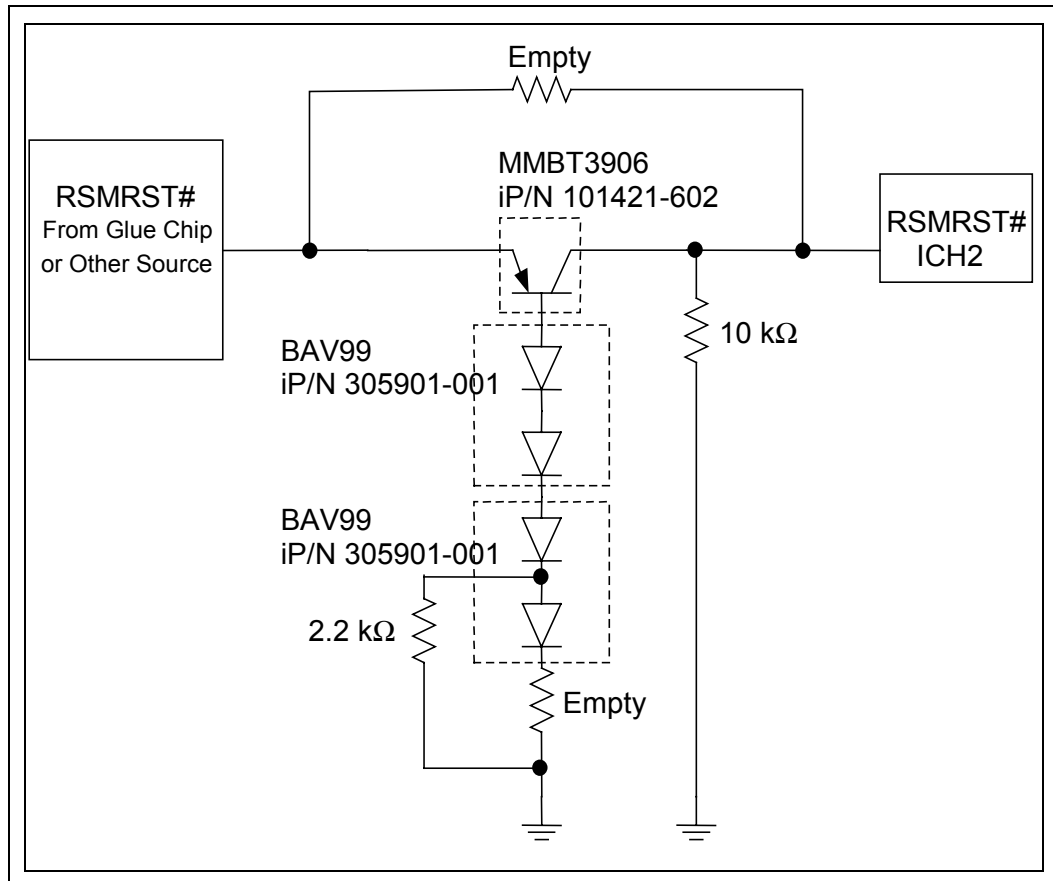 Empty
MMBT3906
iP/N 101421-602
RSMRST#
From Glue Chip
or Other Source
RSMRST#
ICH2
10 kΩ
BAV99
iP/N 305901-001
BAV99
iP/N 305901-001
2.2 kΩ
Empty